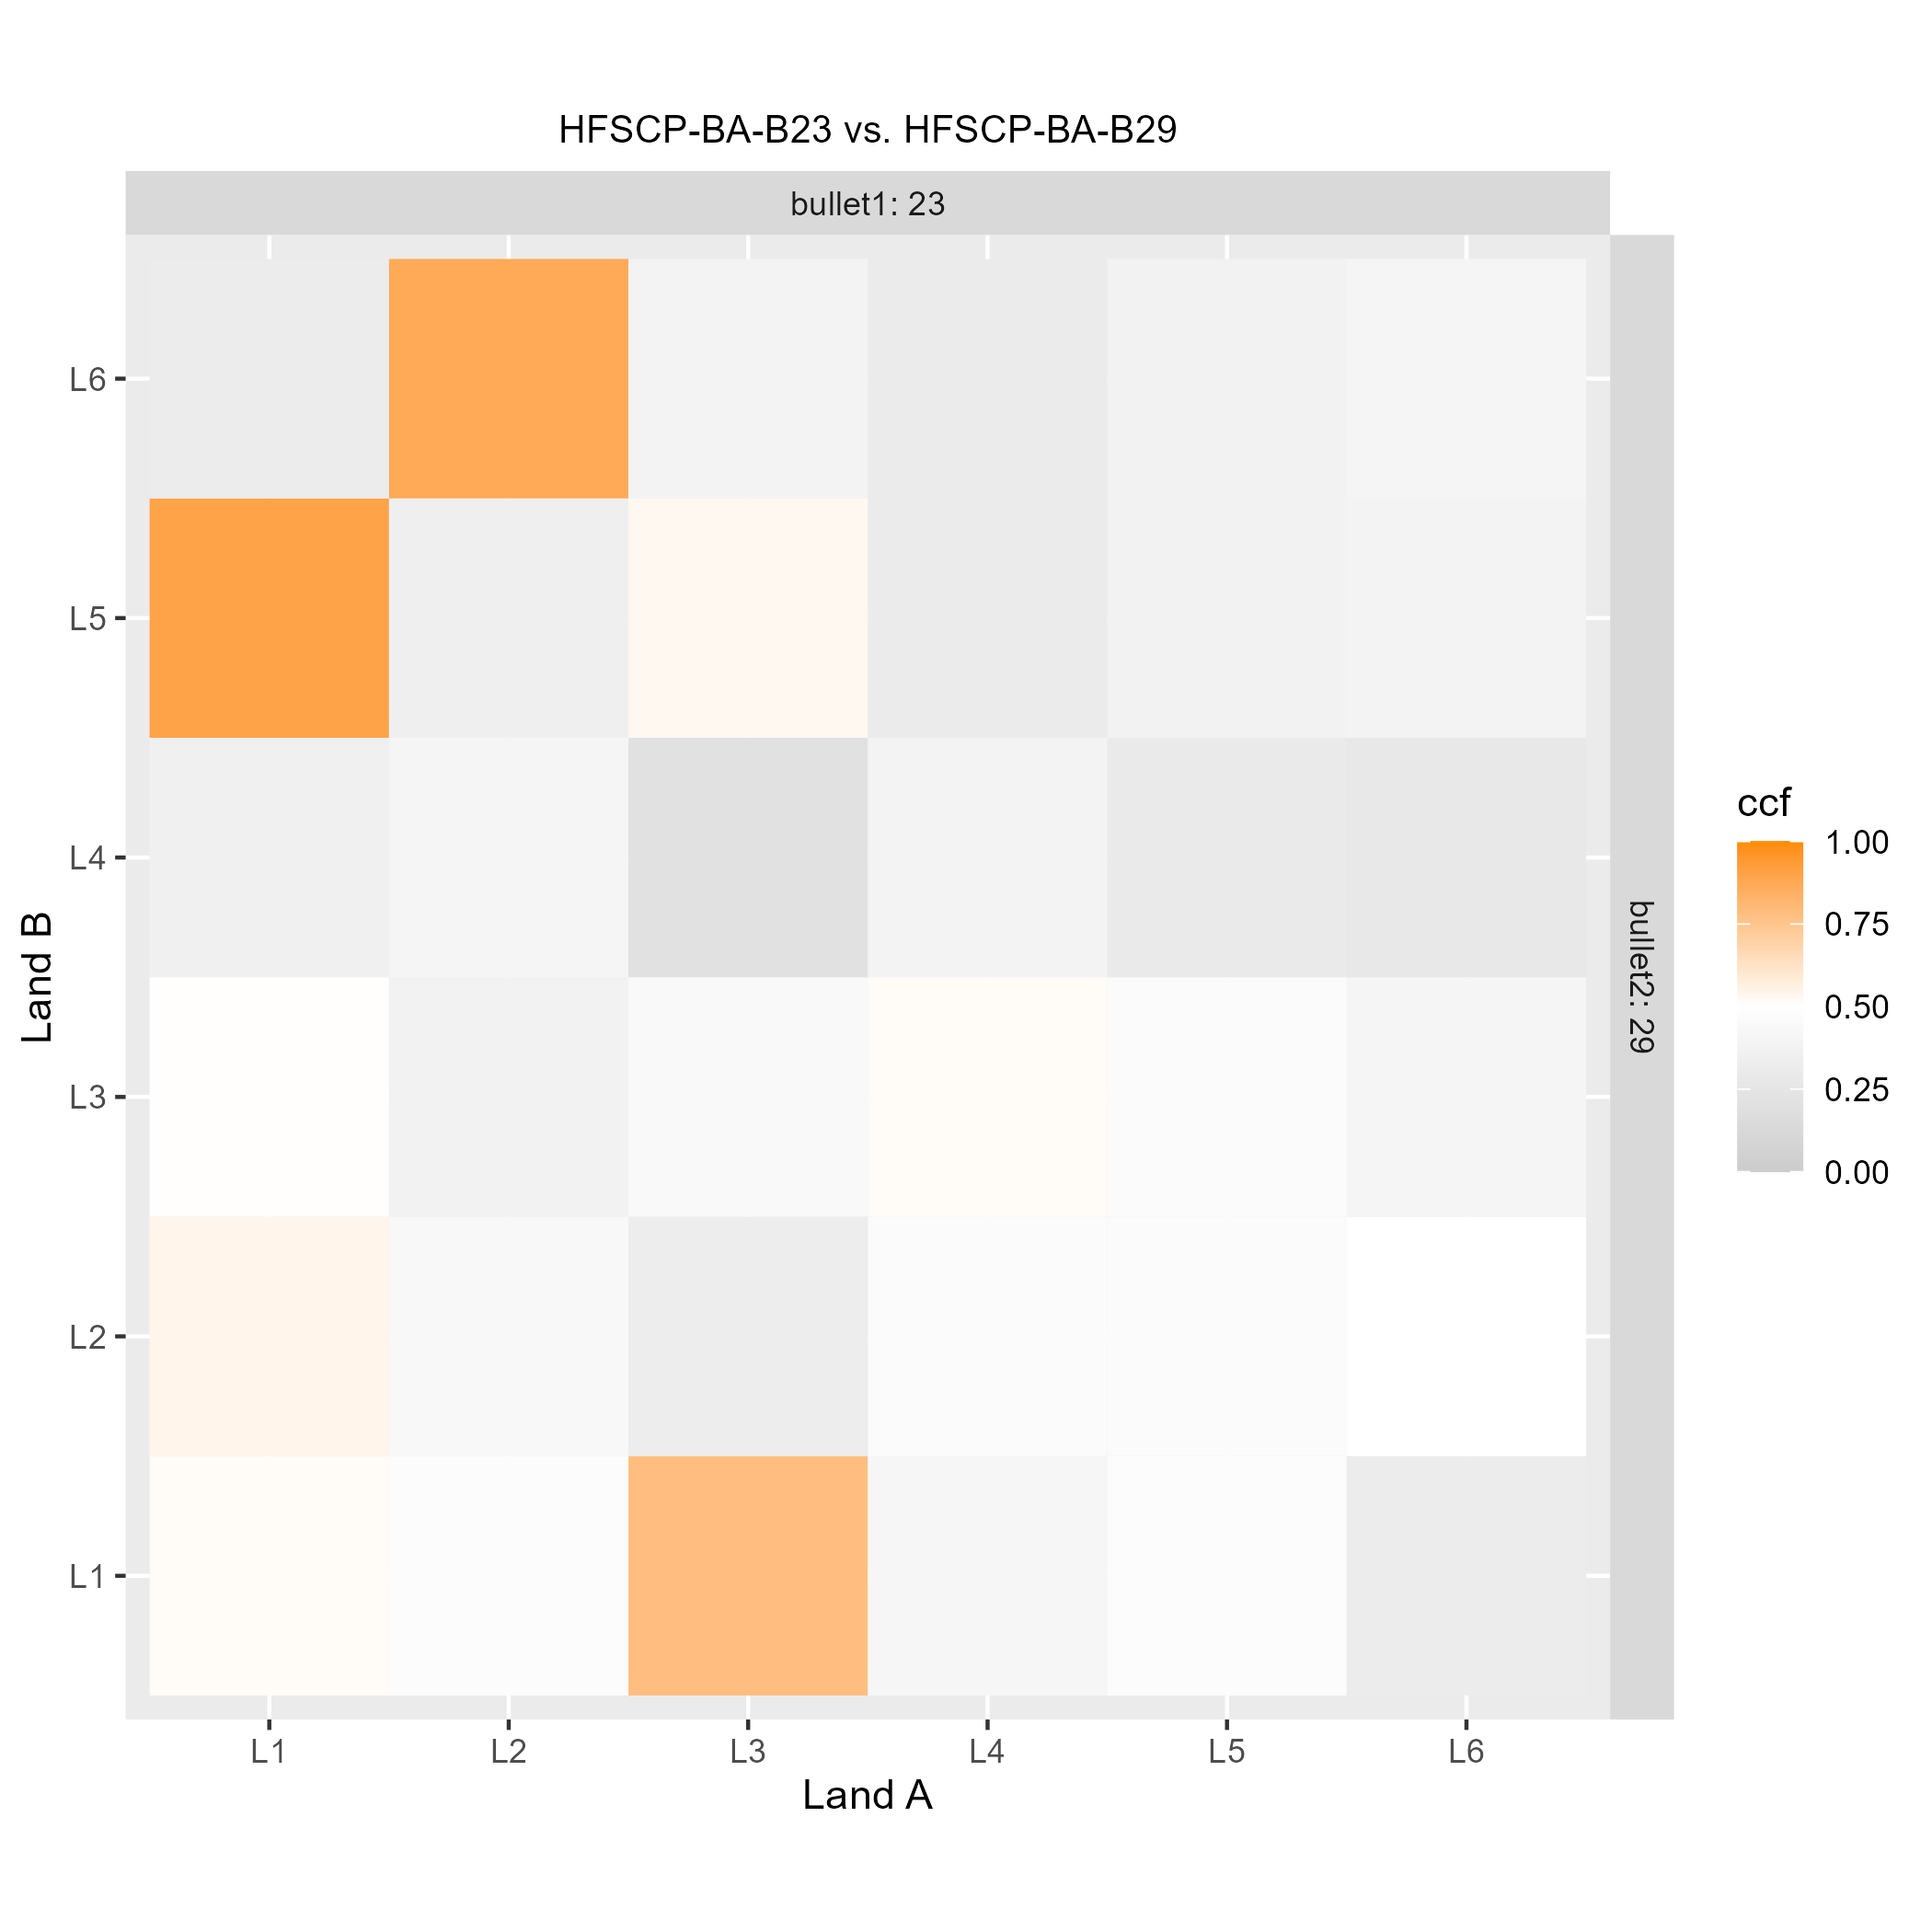 HFSCP-BA-B23 vs. HFSCP-BA-B29
bullet1: 23
L6
L5
L4
L3
L2
L1
Land B
bullet2: 29
ccf
1.00
0.75
0.50
0.25
0.00
L1 L2 L3 L4 L5 L6
Land A